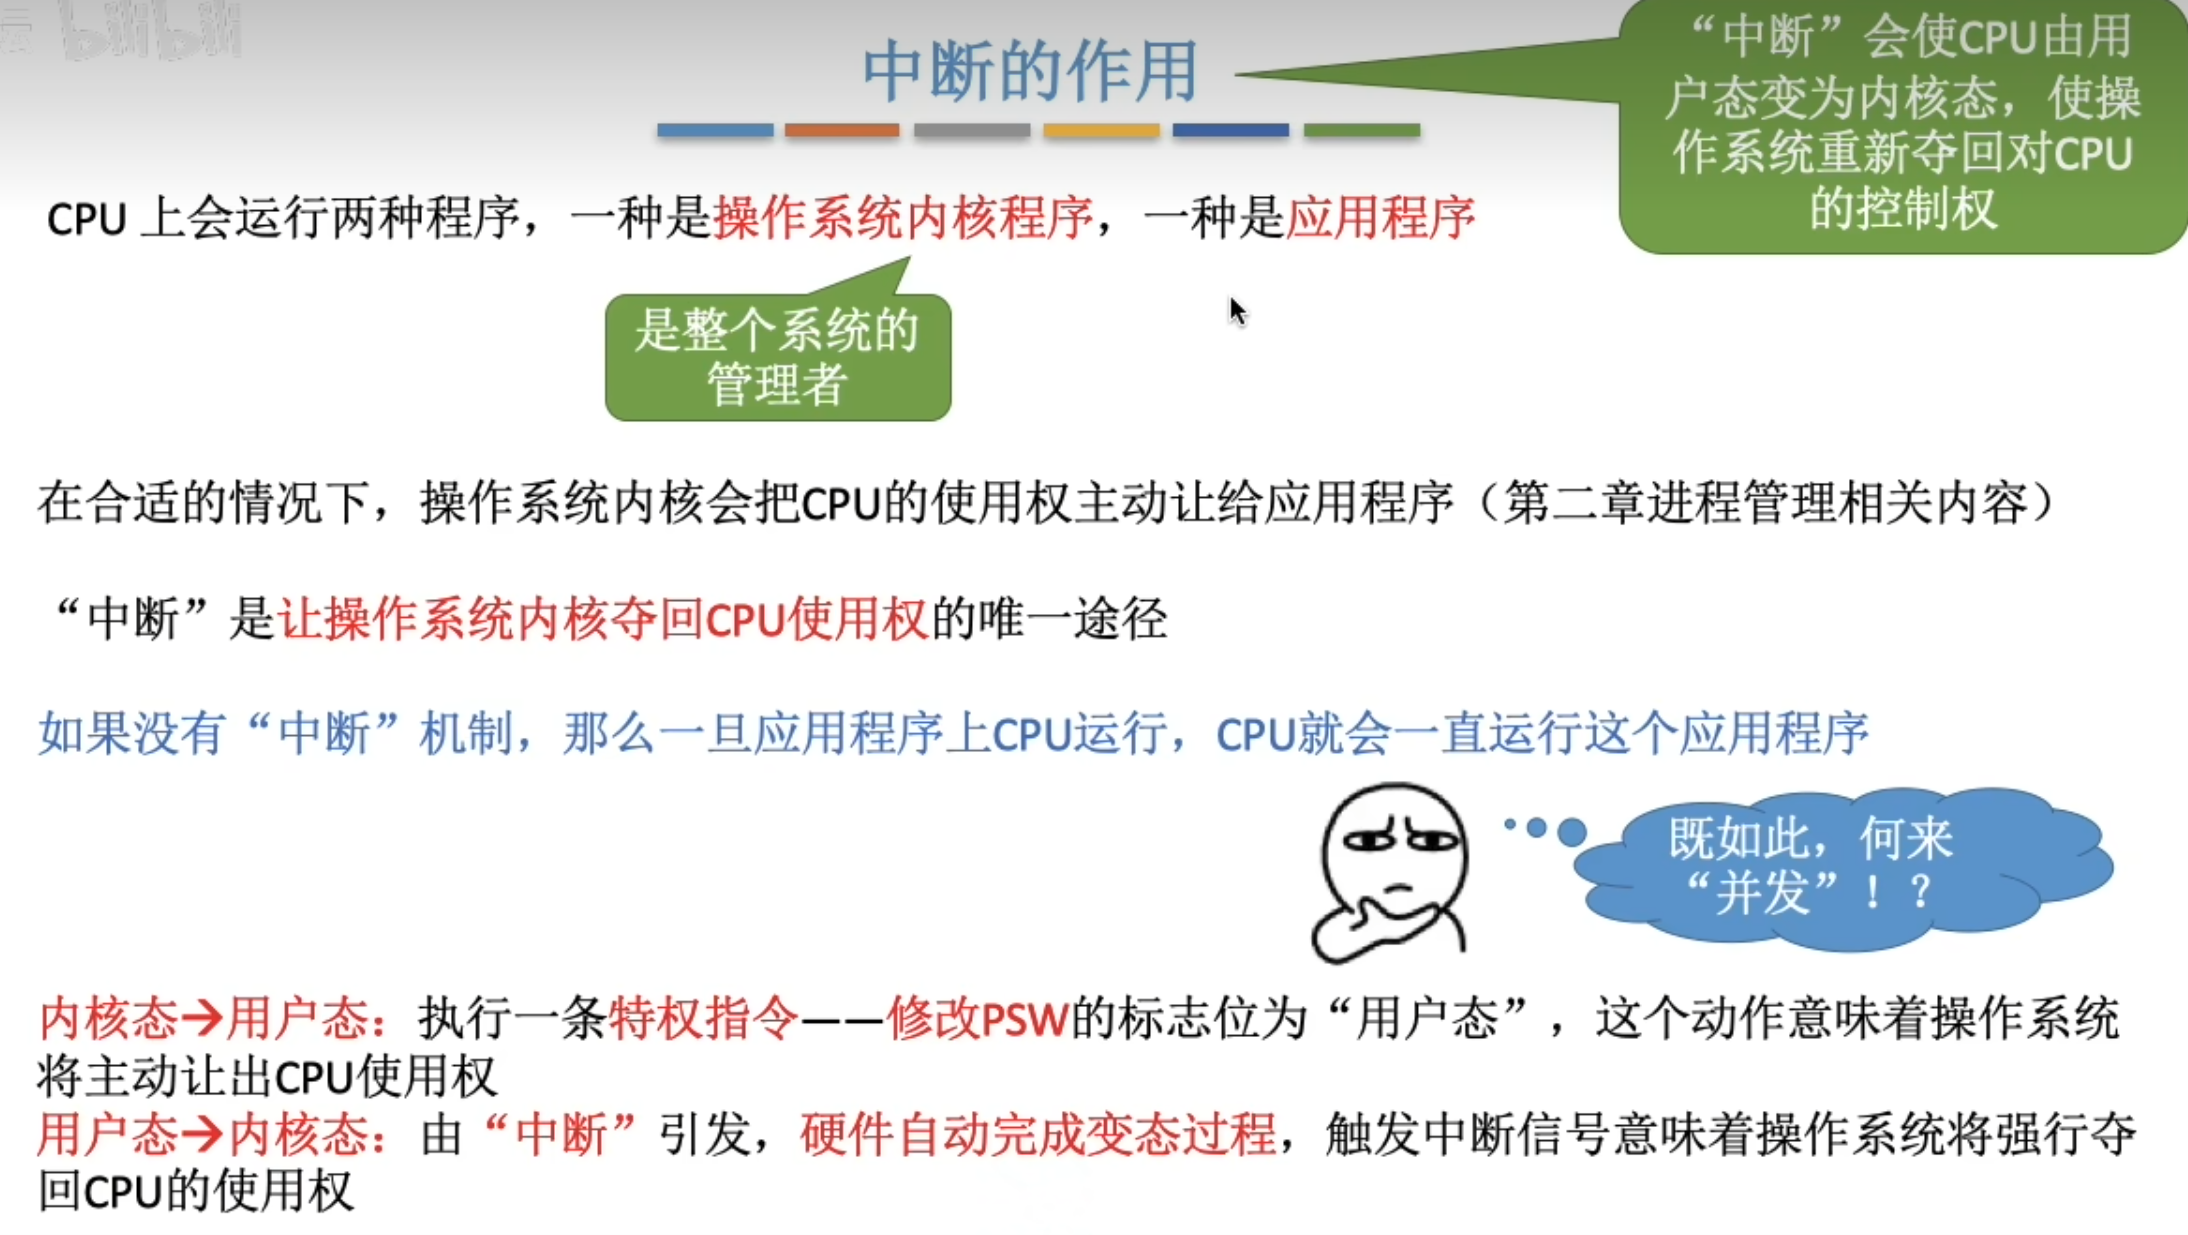 bilibili
中断的作用
“中断”会使CPU由用
户态变为内核态，使操
作系统重新夺回对CPU
的控制权
CPU 上会运行两种程序，一种是操作系统内核程序，一种是应用程序
是整个系统的
管理者
在合适的情况下，操作系统内核会把CPU的使用权主动让给应用程序（第二章进程管理相关内容）
“中断”是让操作系统内核夺回CPU使用权的唯一途径
如果没有“中断”机制，那么一旦应用程序上CPU运行，CPU就会一直运行这个应用程序
既如此，何来
“并发”！？
内核态→用户态：执行一条特权指令——修改PSW的标志位为“用户态”，这个动作意味着操作系统
将主动让出CPU使用权
用户态→内核态：由“中断”引发，硬件自动完成变态过程，触发中断信号意味着操作系统将强行夺
回CPU的使用权